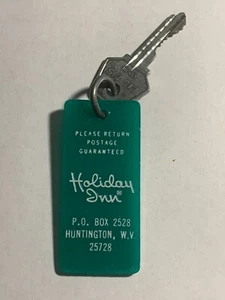 PLEASE RETURN
POSTAGE
GUARANTEED
Holiday
Inn®
P.O. BOX 2528
HUNTINGTON, W.V.
25728